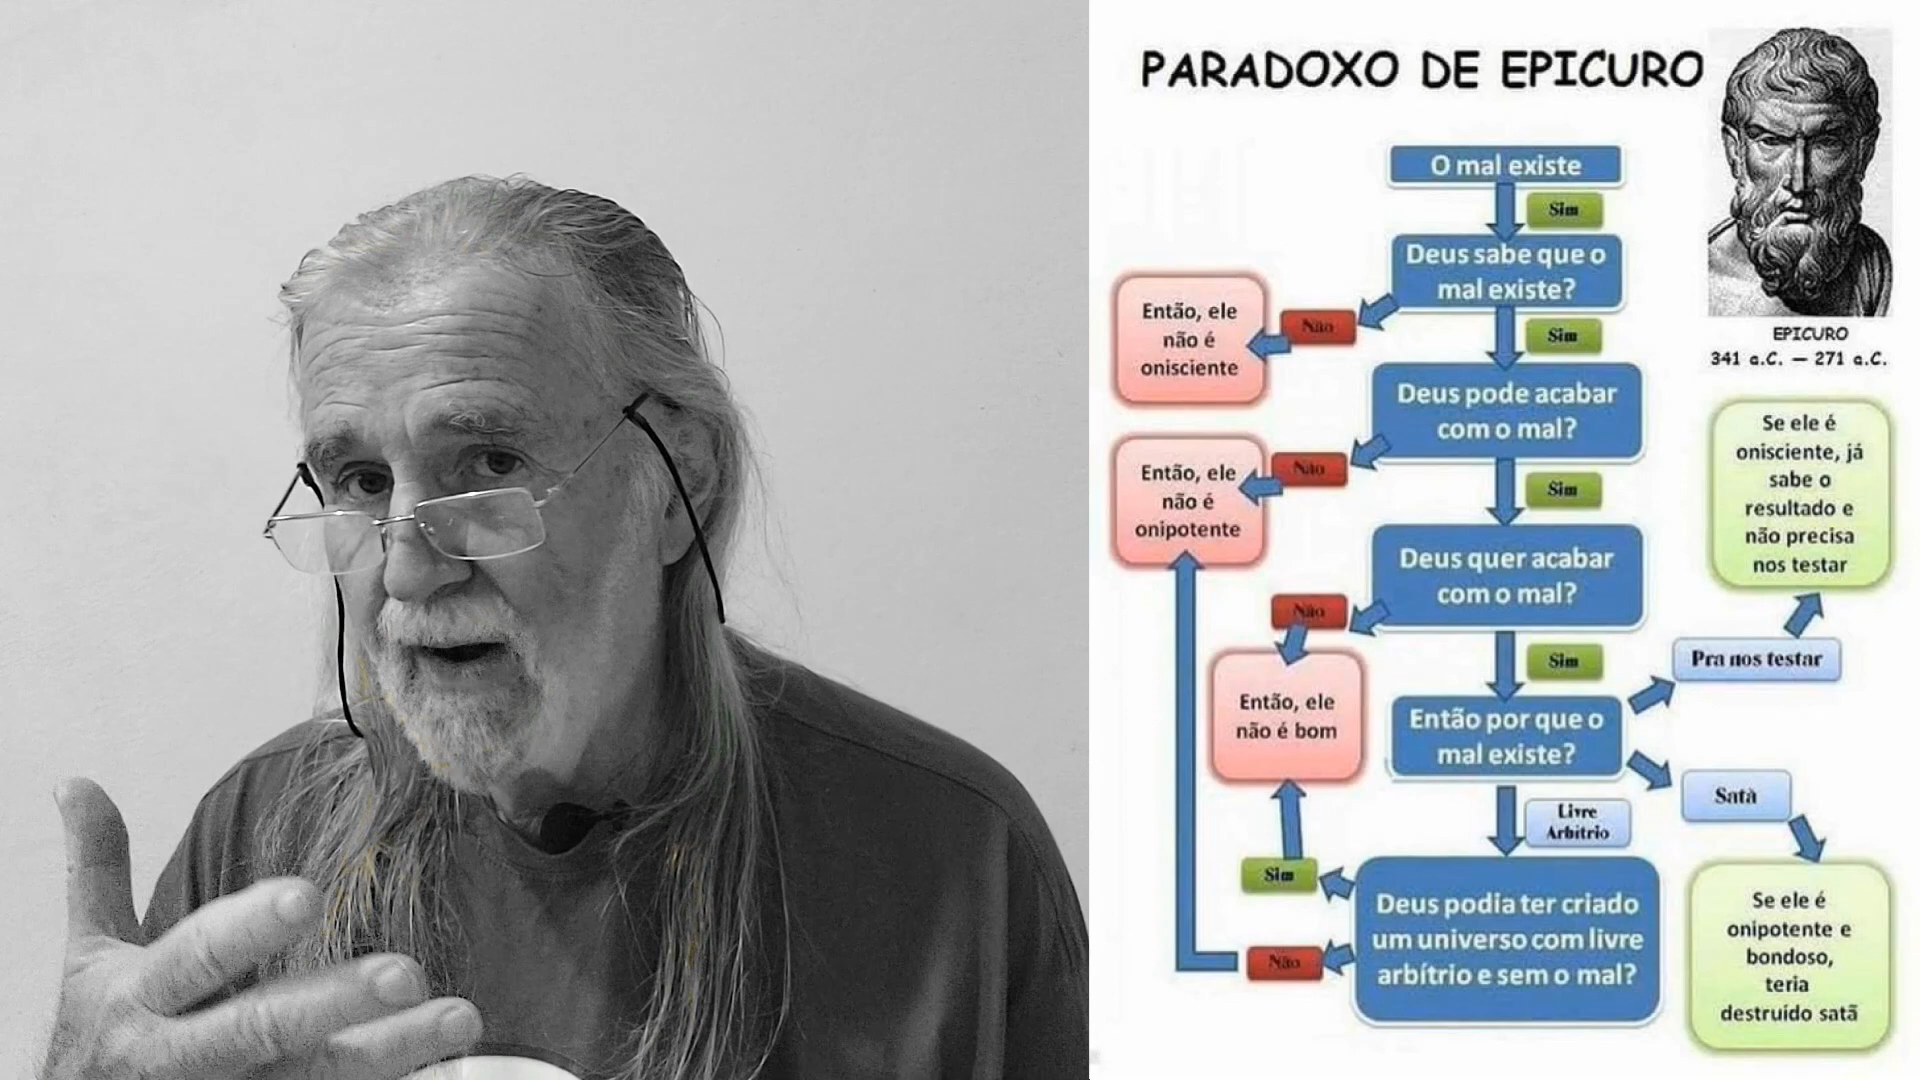 PARADOXO DE EPICURO
O mal existe
Sim
Deus sabe que o
mal existe?
Não
Então, ele
não é
onisciente
Sim
EPICURO
341 a.C. — 271 a.C.
Deus pode acabar
com o mal?
Não
Então, ele
não é
onipotente
Sim
Se ele é
onisciente, já
sabe o
resultado e
não precisa
nos testar
Deus quer acabar
com o mal?
Não
Então, ele
não é bom
Sim
Pra nos testar
Então por que o
mal existe?
Satã
Livre
Arbítrio
Sim
Deus podia ter criado
um universo com livre
arbítrio e sem o mal?
Não
Se ele é
onipotente e
bondoso,
teria
destruído satã